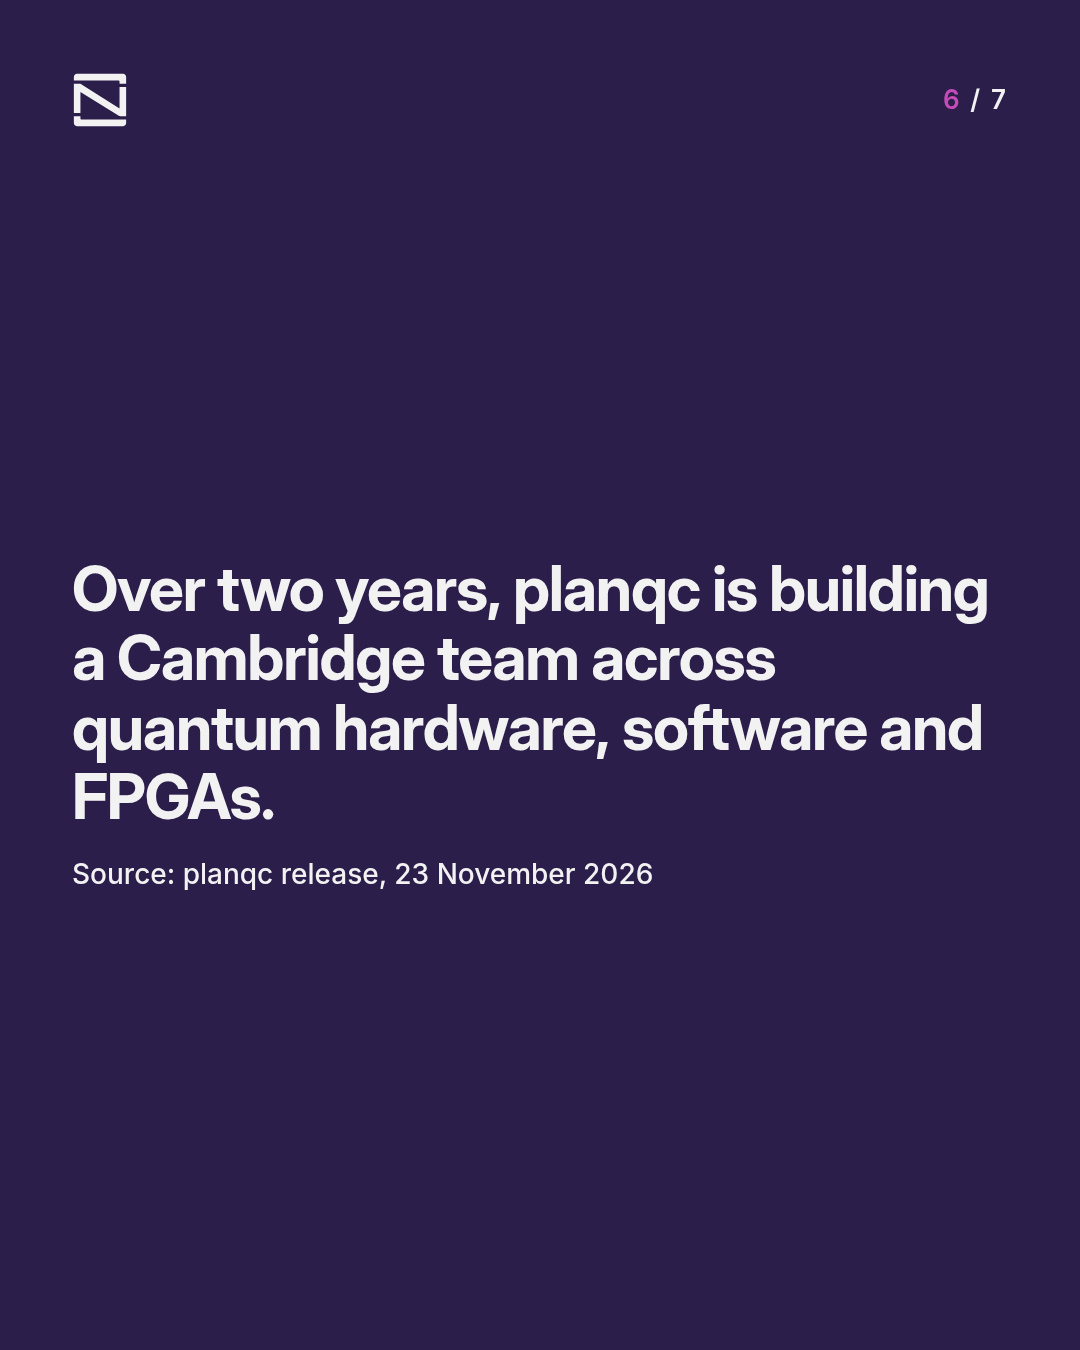 6 / 7
Over two years, planqc is building
a Cambridge team across
quantum hardware, software and
FPGAs.
Source: planqc release, 23 November 2026